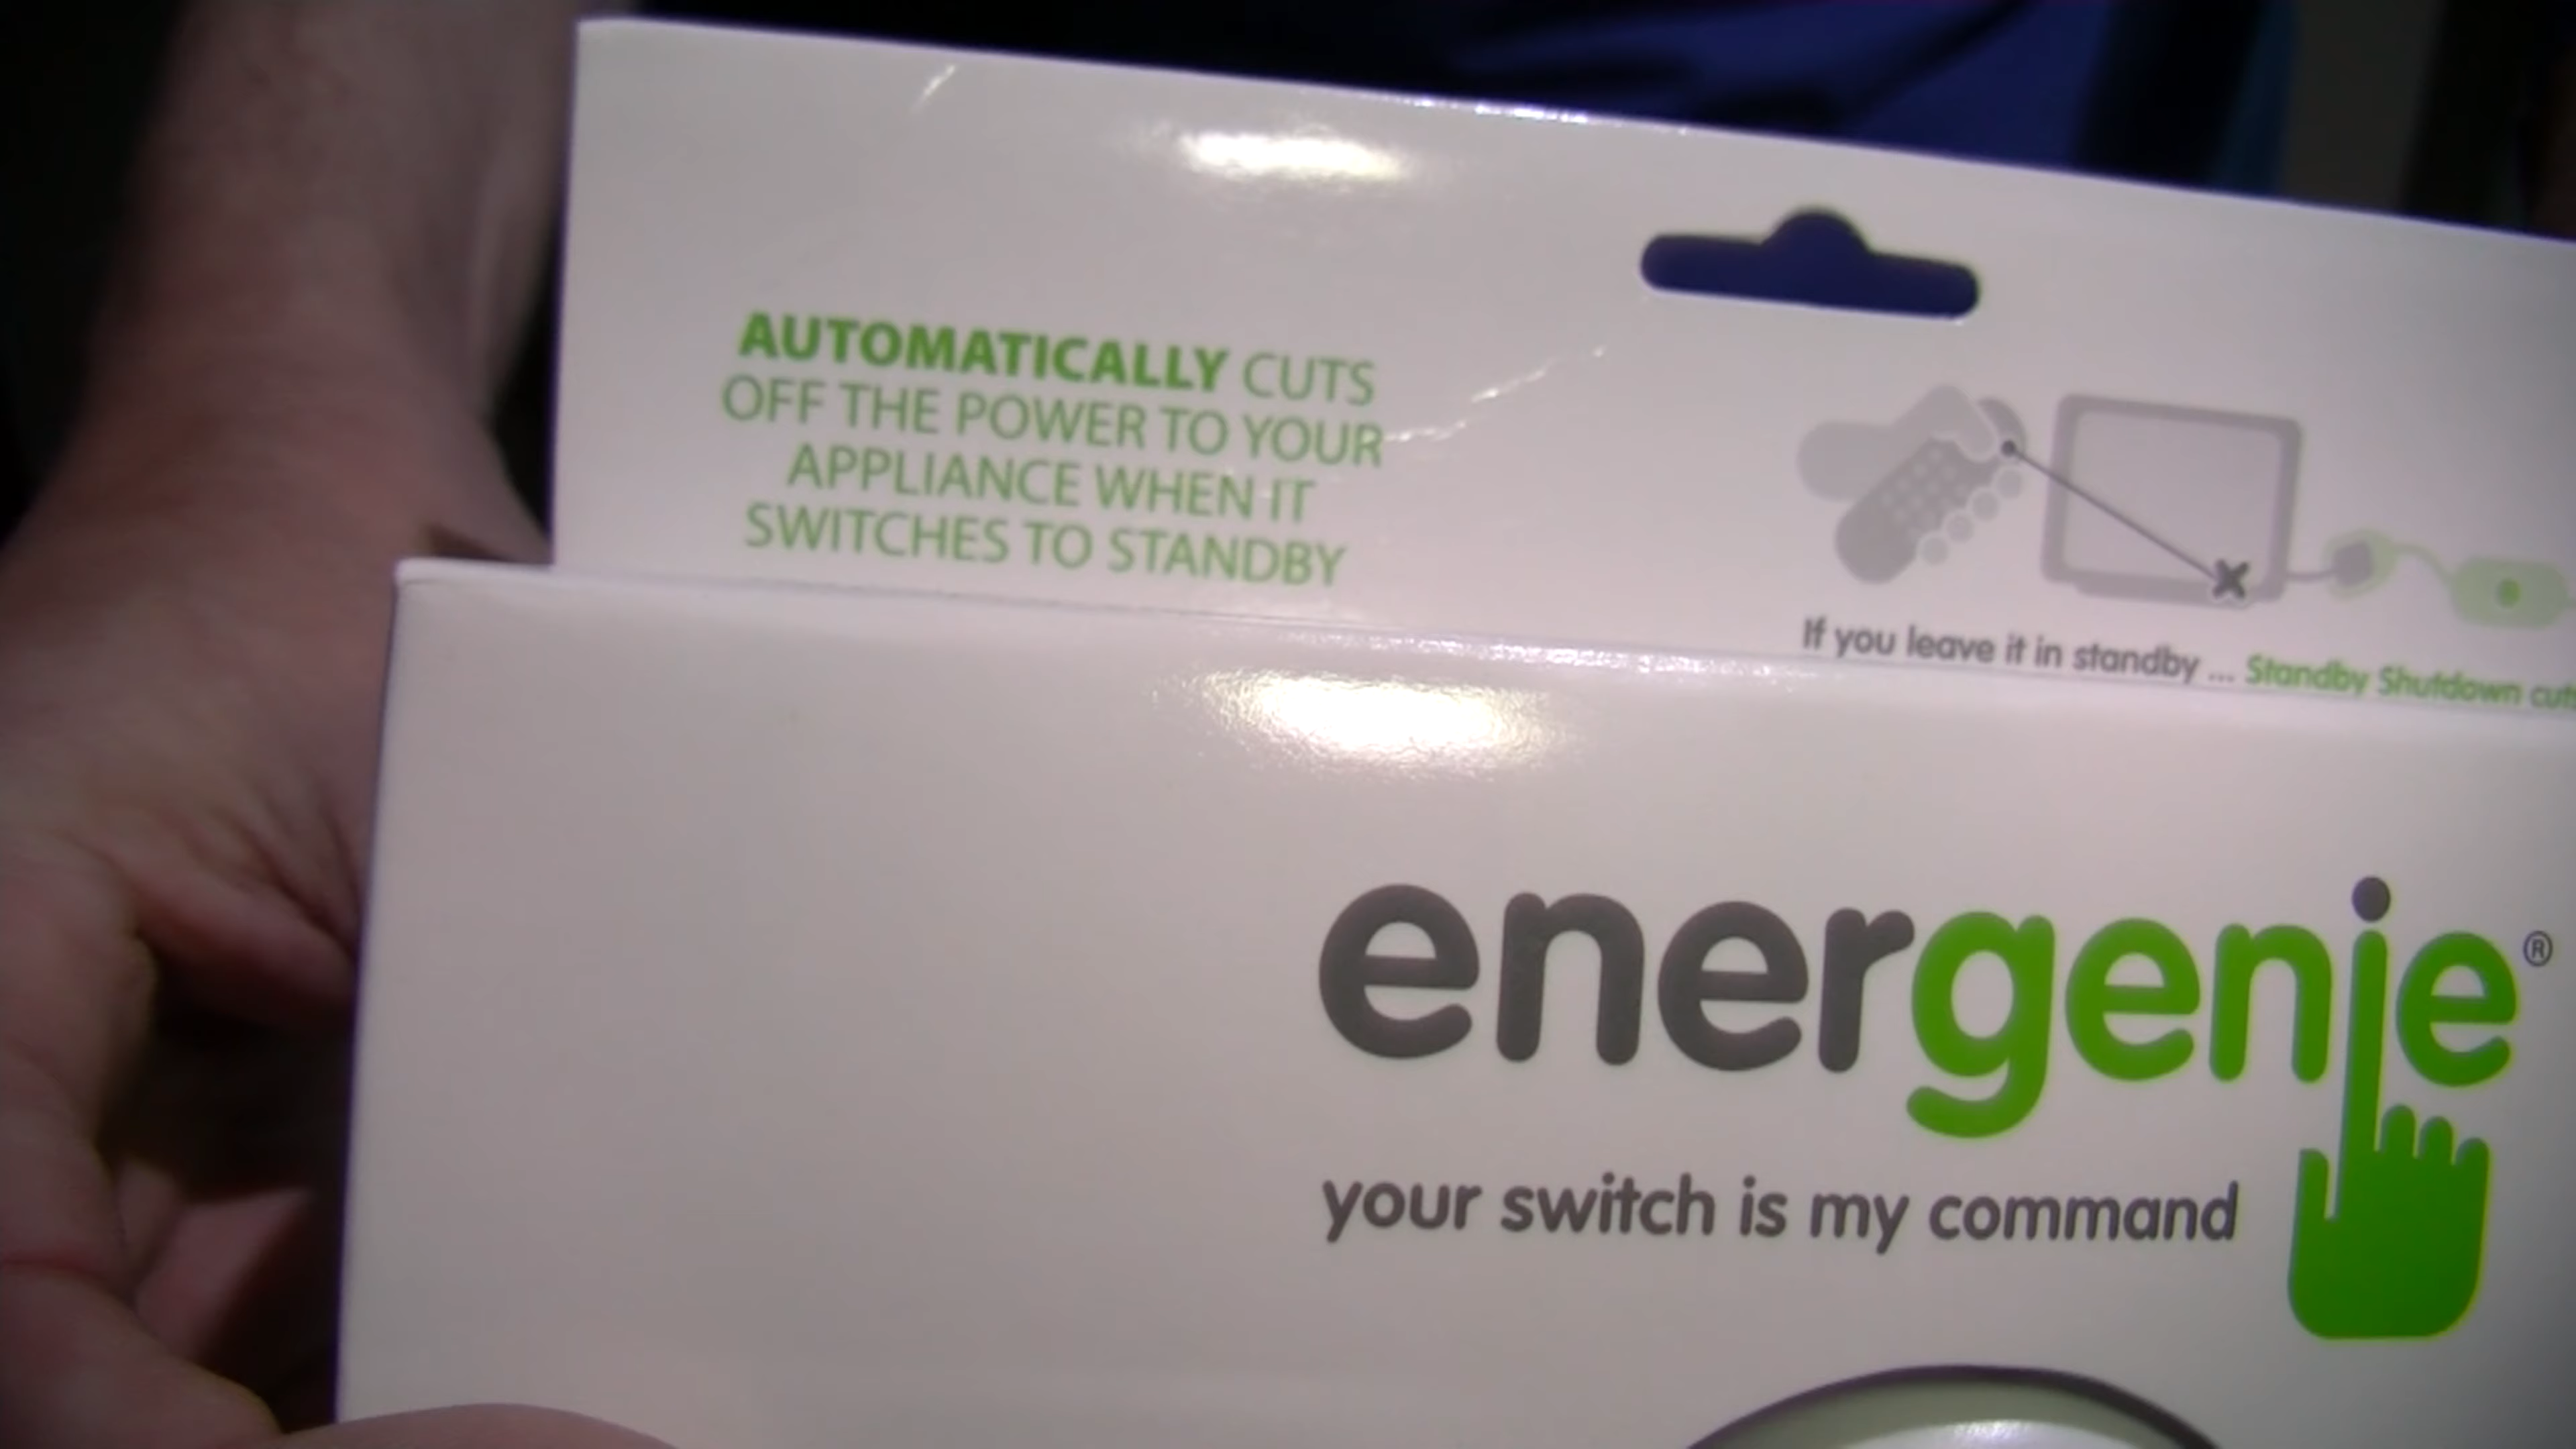 AUTOMATICALLY CUTS
OFF THE POWER TO YOUR
APPLIANCE WHEN IT
SWITCHES TO STANDBY
If you leave it in standby ... Standby Shutdown cuts
energenie®
your switch is my command